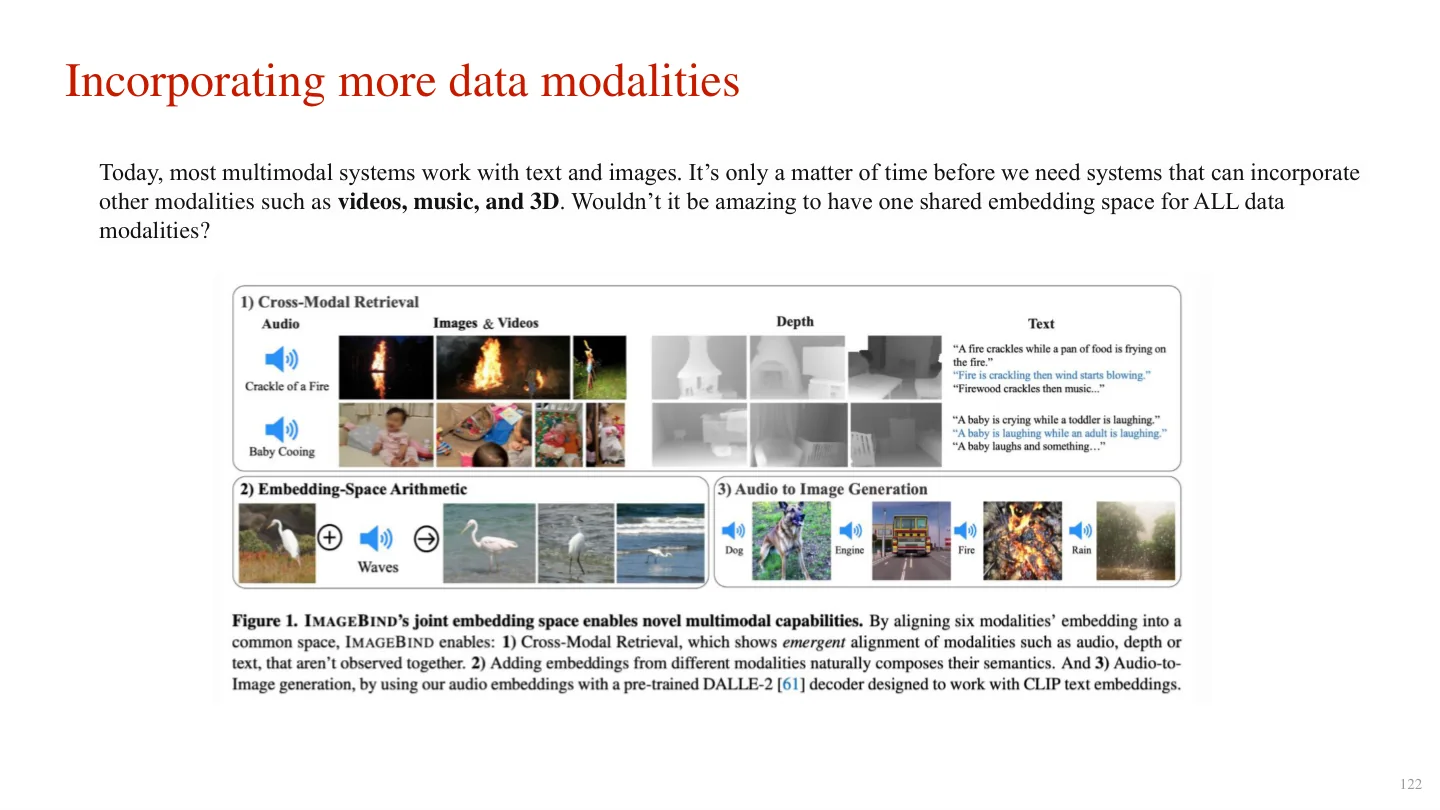 Incorporating more data modalities
Today, most multimodal systems work with text and images. It’s only a matter of time before we need systems that can incorporate
other modalities such as videos, music, and 3D. Wouldn’t it be amazing to have one shared embedding space for ALL data
modalities?
1) Cross-Modal Retrieval
Audio
Images & Videos
Depth
Text
Crackle of a Fire
“A fire crackles while a pan of food is frying on
the fire.”
“Fire is crackling then wind starts blowing.”
“Firewood crackles then music...”
Baby Cooing
“A baby is crying while a toddler is laughing.”
“A baby is laughing while an adult is laughing.”
“A baby laughs and something…”
2) Embedding-Space Arithmetic
Waves
3) Audio to Image Generation
Dog
Engine
Fire
Rain
Figure 1. IMAGEBIND’s joint embedding space enables novel multimodal capabilities. By aligning six modalities’ embedding into a
common space, IMAGEBIND enables: 1) Cross-Modal Retrieval, which shows emergent alignment of modalities such as audio, depth or
text, that aren’t observed together. 2) Adding embeddings from different modalities naturally composes their semantics. And 3) Audio-to-
Image generation, by using our audio embeddings with a pre-trained DALLE-2 [61] decoder designed to work with CLIP text embeddings.
122